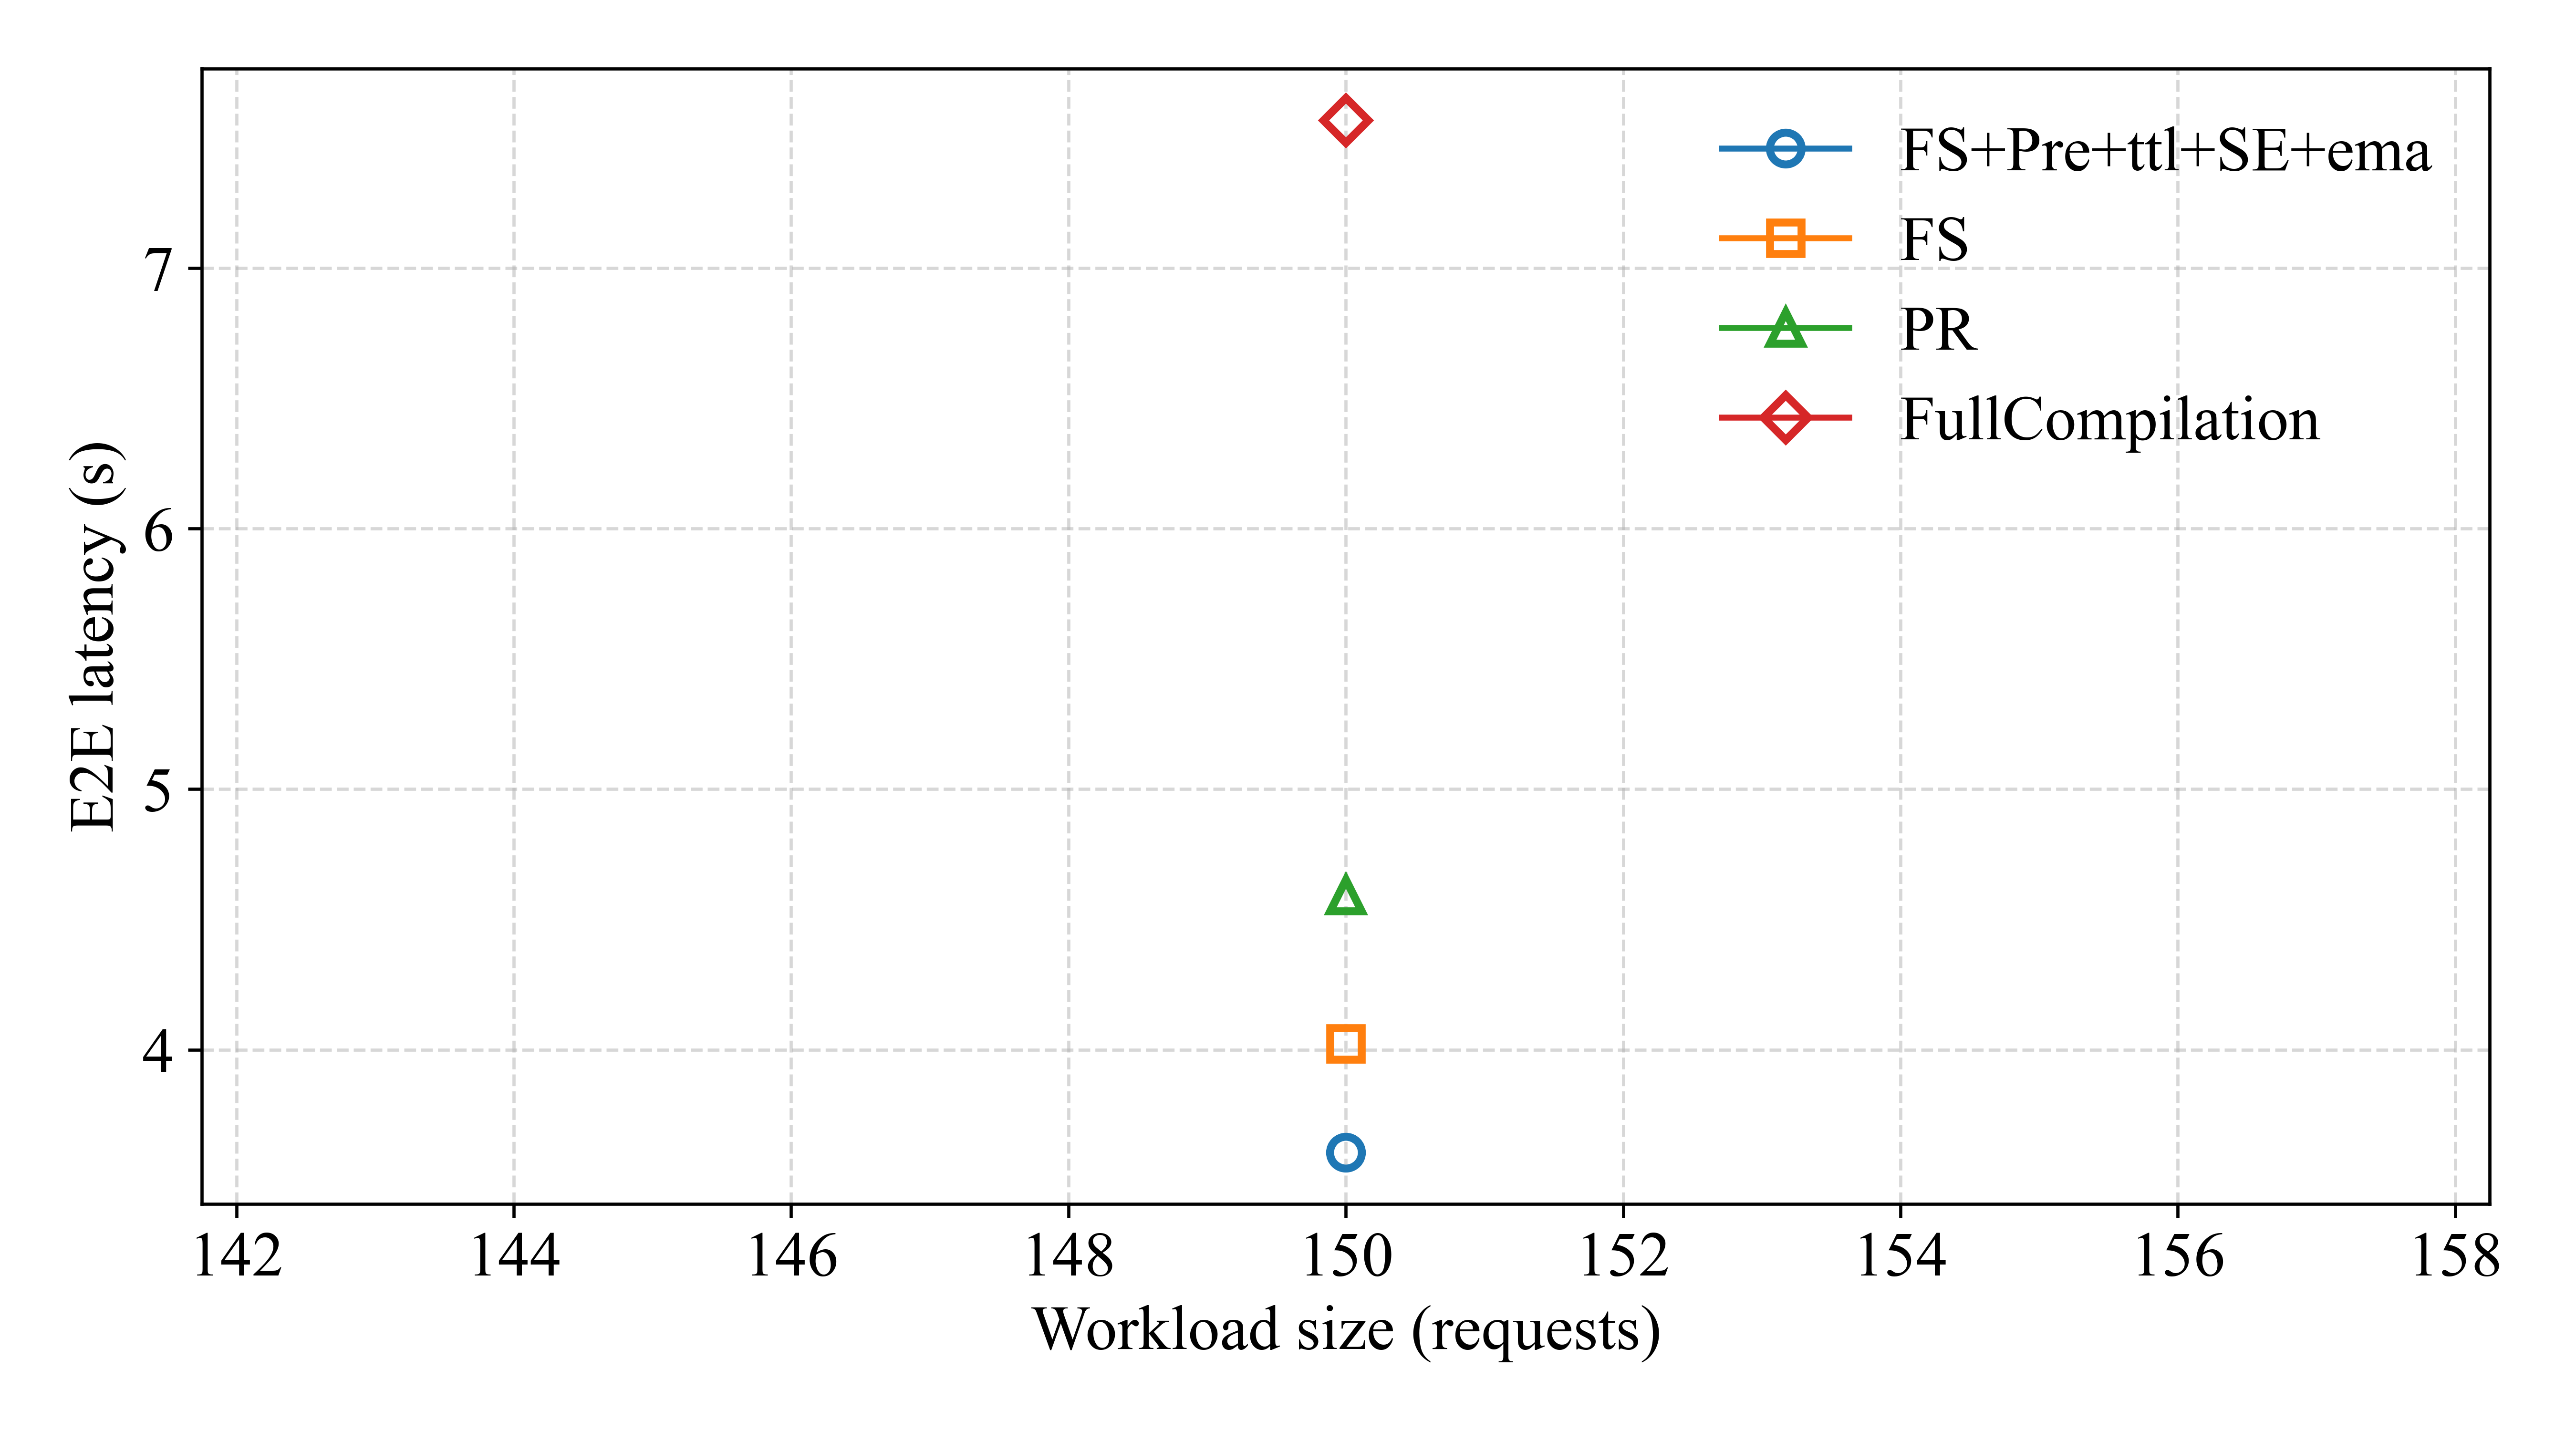 FS+Pre+ttl+SE+ema
FS
PR
FullCompilation
7
6
5
4
E2E latency (s)
142 144 146 148 150 152 154 156 158
Workload size (requests)